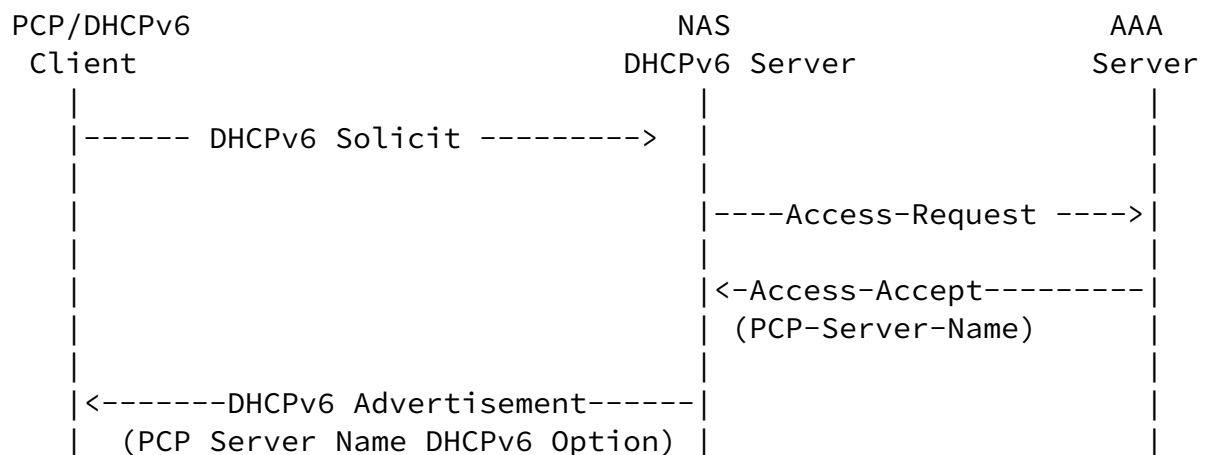 PCP/DHCPv6 NAS AAA
Client DHCPv6 Server Server
|------ DHCPv6 Solicit ---------> | |
|----Access-Request ---->|
|<-Access-Accept---------|
| (PCP-Server-Name) |
|<-------DHCPv6 Advertisement------| |
| (PCP Server Name DHCPv6 Option) | |